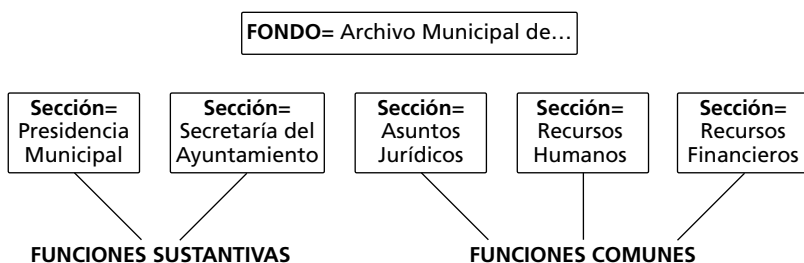 FONDO= Archivo Municipal de…
Sección=
Presidencia
Municipal
Sección=
Secretaría del
Ayuntamiento
Sección=
Asuntos
Jurídicos
Sección=
Recursos
Humanos
Sección=
Recursos
Financieros
FUNCIONES SUSTANTIVAS
FUNCIONES COMUNES